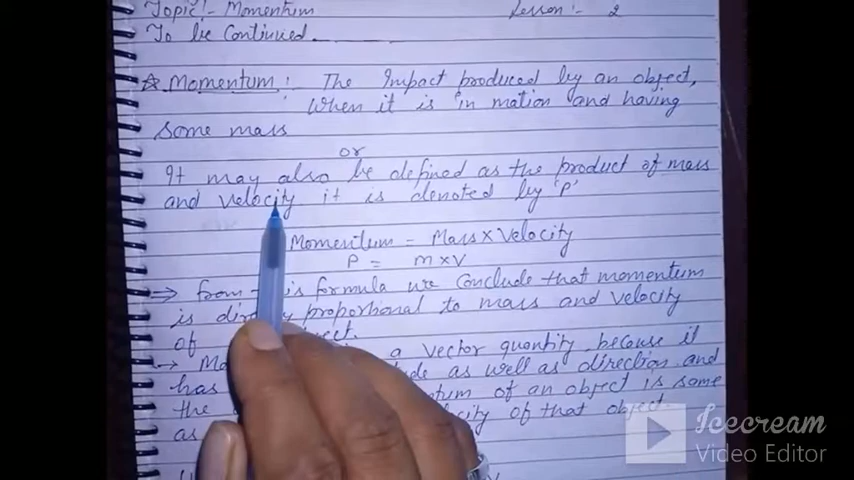 Topic:- Momentum Lesson:- 2
To be Continued.
☆ Momentum: The Impact produced by an object,
When it is in motion and having
Some mass
or
It may also be defined as the product of mass
and velocity it is denoted by 'P'
Momentum = Mass × Velocity
P = m × V
→ from is formula we Conclude that momentum
is proportional to mass and velocity
of
→ a vector quantity because it
has as well as direction and
the of an object is same
as of that object.
Icecream
Video Editor